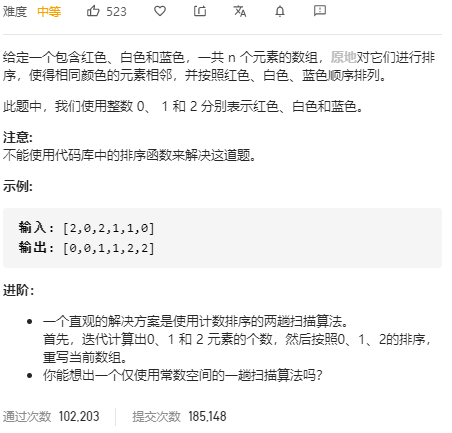 难度 中等 523
给定一个包含红色、白色和蓝色，一共 n 个元素的数组，原地对它们进行排
序，使得相同颜色的元素相邻，并按照红色、白色、蓝色顺序排列。
此题中，我们使用整数 0、 1 和 2 分别表示红色、白色和蓝色。
注意:
不能使用代码库中的排序函数来解决这道题。
示例:
输入: [2,0,2,1,1,0]
输出: [0,0,1,1,2,2]
进阶：
• 一个直观的解决方案是使用计数排序的两趟扫描算法。
首先，迭代计算出0、1 和 2 元素的个数，然后按照0、1、2的排序，
重写当前数组。
• 你能想出一个仅使用常数空间的一趟扫描算法吗？
通过次数 102,203 提交次数 185,148